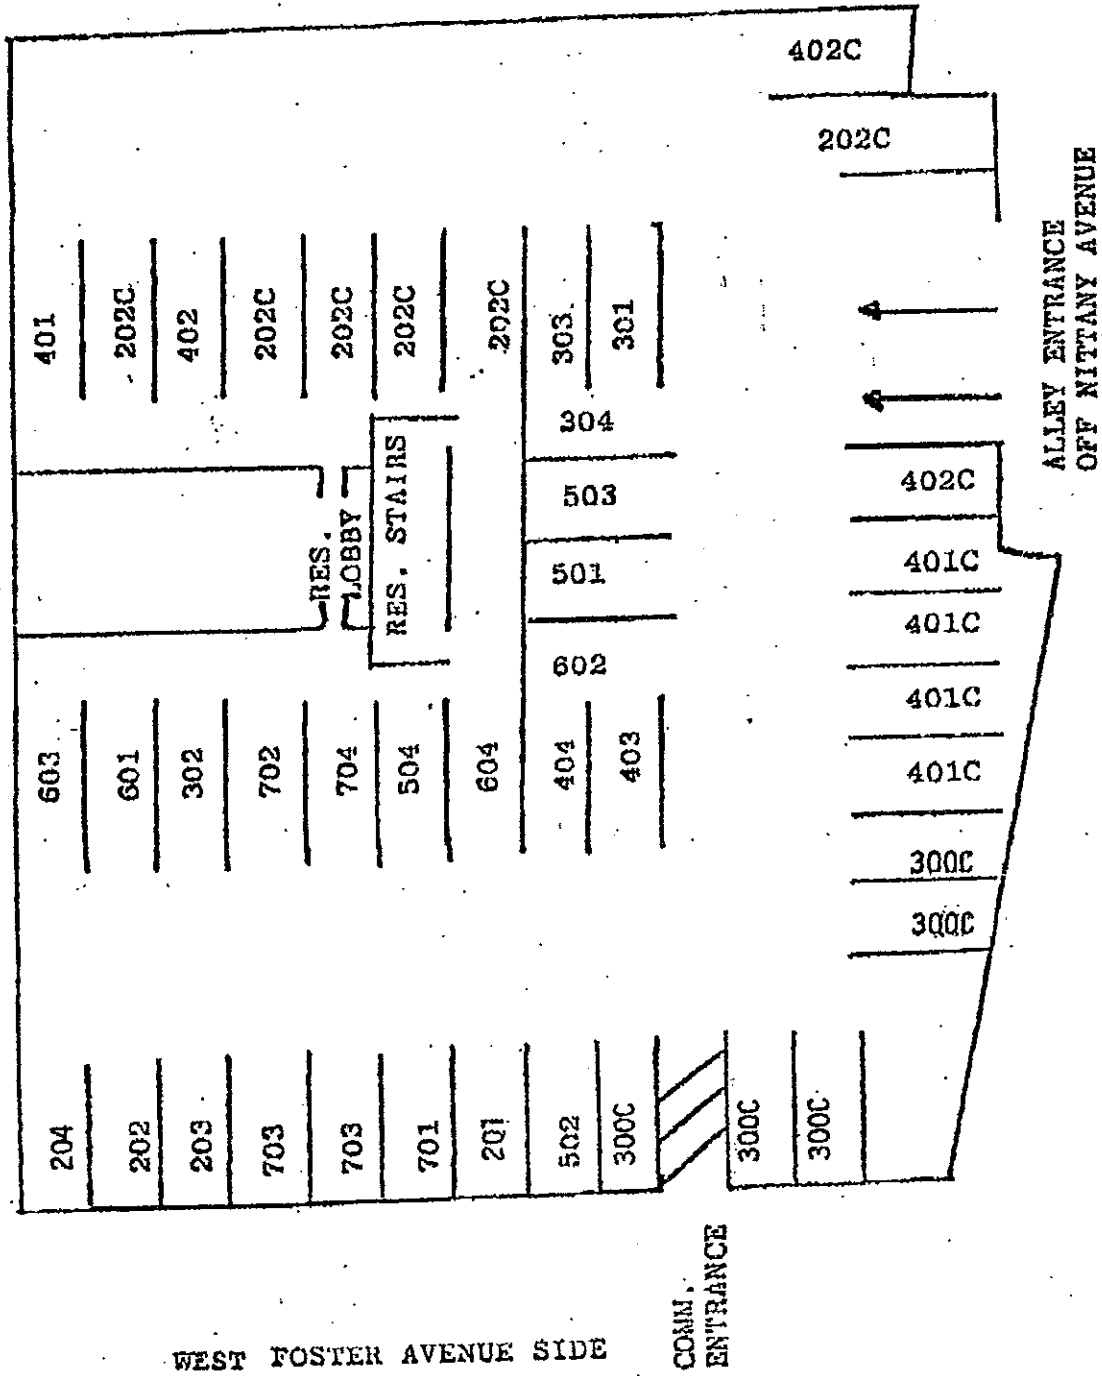 402C
202C
ALLEY ENTRANCE
OFF NITTANY AVENUE
401
202C
402
202C
202C
202C
202C
303
301
304
503
501
602
RES.
LOBBY
RES. STAIRS
402C
401C
401C
401C
401C
300C
300C
603
601
302
702
704
504
604
404
403
204
202
203
703
703
701
201
502
300C
300C
300C
COMM.
ENTRANCE
WEST FOSTER AVENUE SIDE